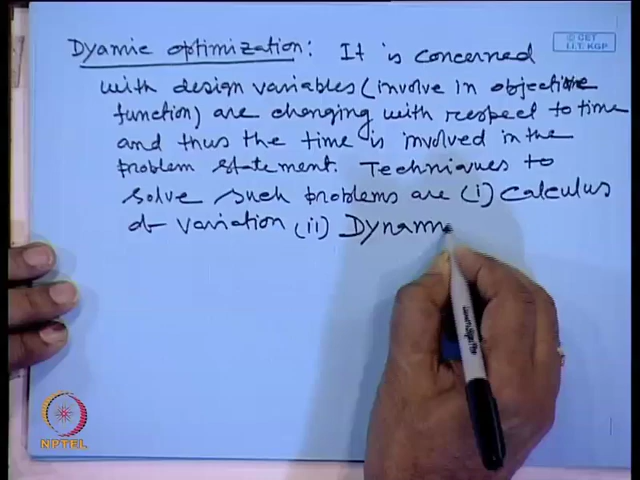 © CET
I.I.T. KGP
Dyamic optimization: It is concerned
with design variables (involve in objective
function) are changing with respect to time
and thus the time is involved in the
problem statement. Techniques to
solve such problems are (i) calculus
of variation (ii) Dynam
NPTEL